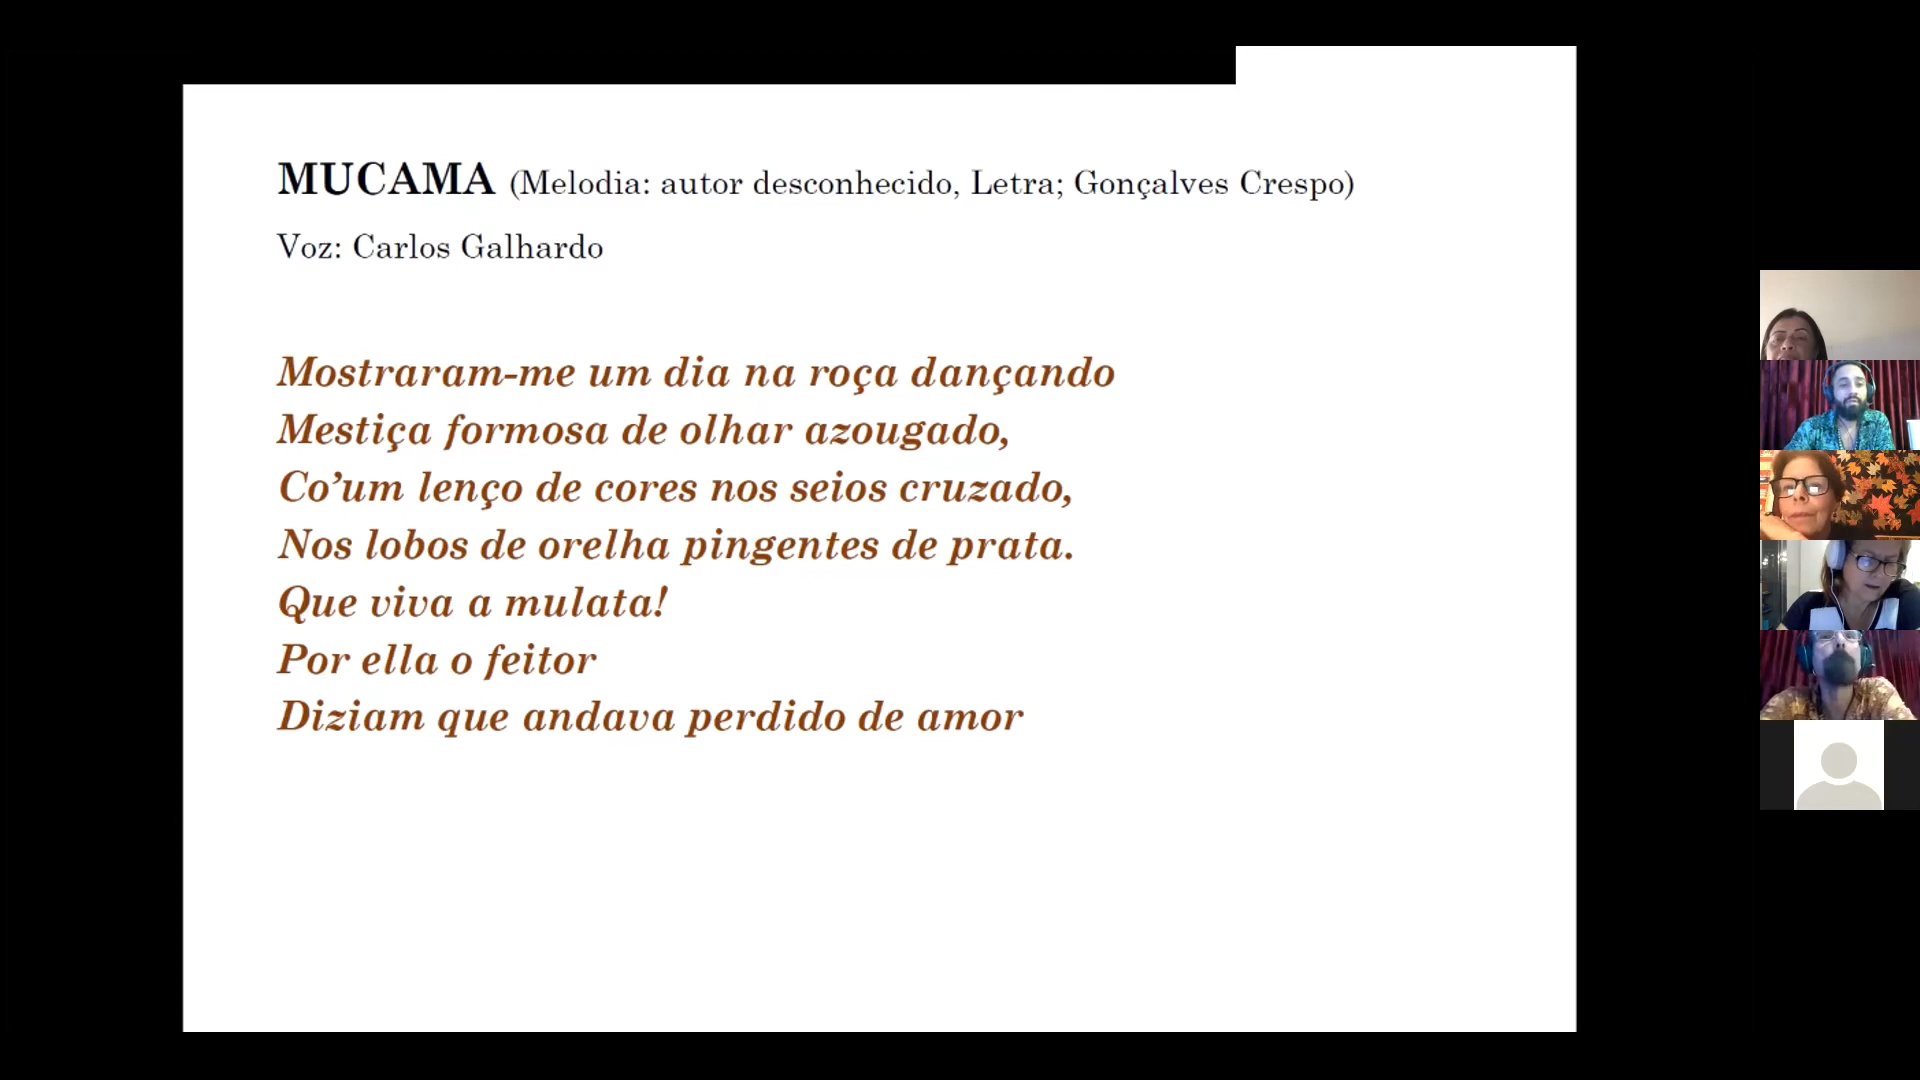 MUCAMA (Melodia: autor desconhecido, Letra; Gonçalves Crespo)
Voz: Carlos Galhardo
Mostraram-me um dia na roça dançando
Mestiça formosa de olhar azougado,
Co’um lenço de cores nos seios cruzado,
Nos lobos de orelha pingentes de prata.
Que viva a mulata!
Por ella o feitor
Diziam que andava perdido de amor